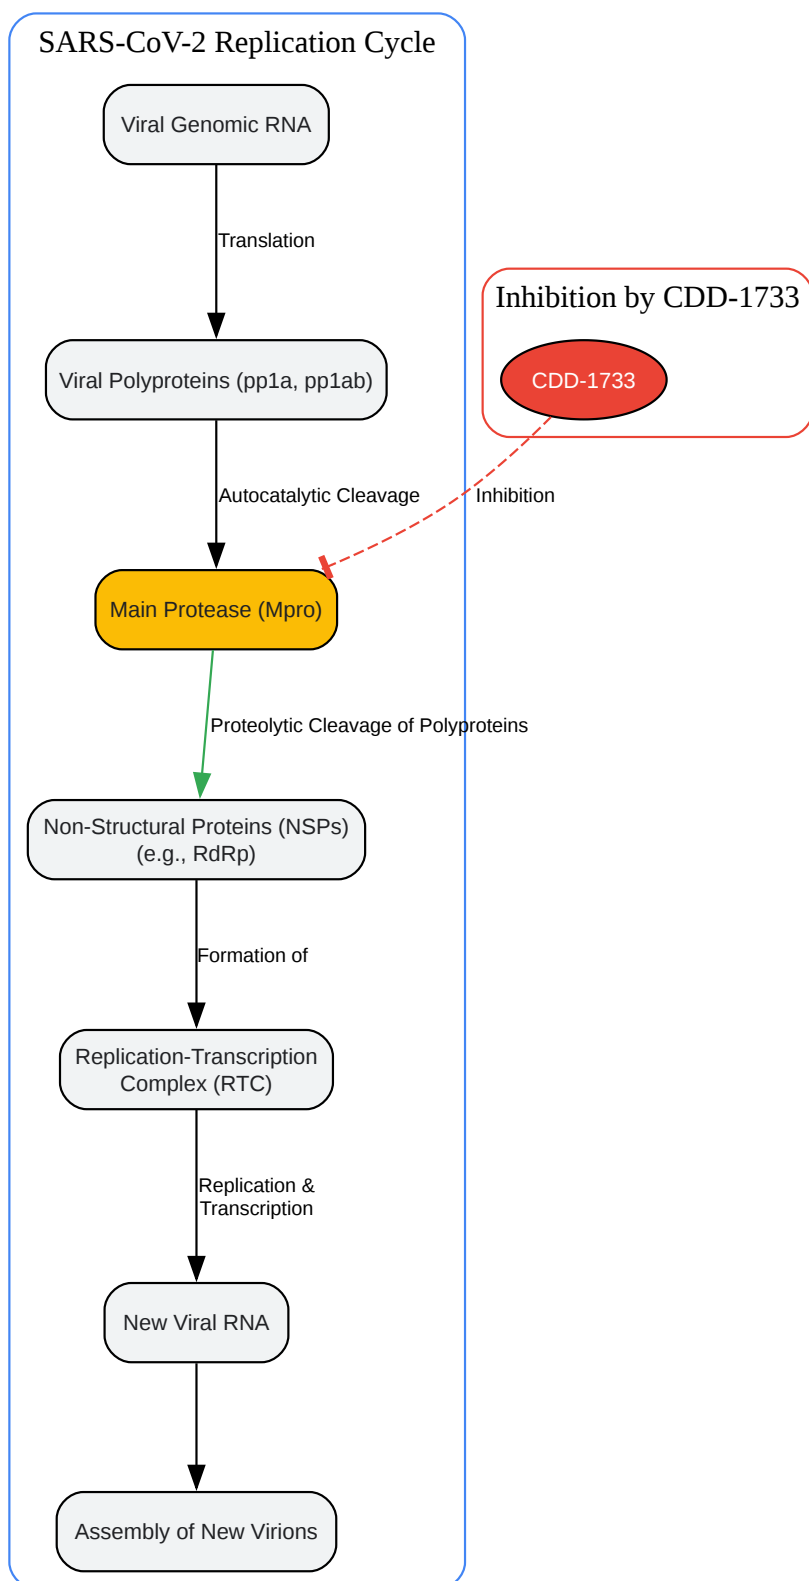 SARS-CoV-2 Replication Cycle
Viral Genomic RNA
Translation
Inhibition by CDD-1733
CDD-1733
Viral Polyproteins (pp1a, pp1ab)
Autocatalytic Cleavage
Inhibition
Main Protease (Mpro)
Proteolytic Cleavage of Polyproteins
Non-Structural Proteins (NSPs)
(e.g., RdRp)
Formation of
Replication-Transcription
Complex (RTC)
Replication &
Transcription
New Viral RNA
Assembly of New Virions